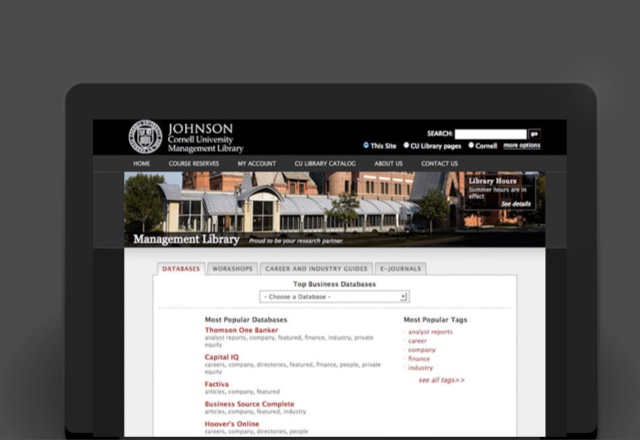 JOHNSON
Cornell University
Management Library
SEARCH: go
This Site CU Library pages Cornell more options
HOME COURSE RESERVES MY ACCOUNT CU LIBRARY CATALOG ABOUT US CONTACT US
Library Hours
Summer hours are in
effect
See details
Management Library Proud to be your research partner
DATABASES WORKSHOPS CAREER AND INDUSTRY GUIDES E-JOURNALS
Top Business Databases
- Choose a Database -
Most Popular Databases
Thomson One Banker
analyst reports, company, featured, finance, industry, private
equity
Capital IQ
careers, company, directories, featured, finance, people, private
equity
Factiva
articles, company, featured
Business Source Complete
articles, company, featured, industry
Hoover's Online
careers, company, directories, people
Most Popular Tags
analyst reports
career
company
finance
industry
see all tags>>